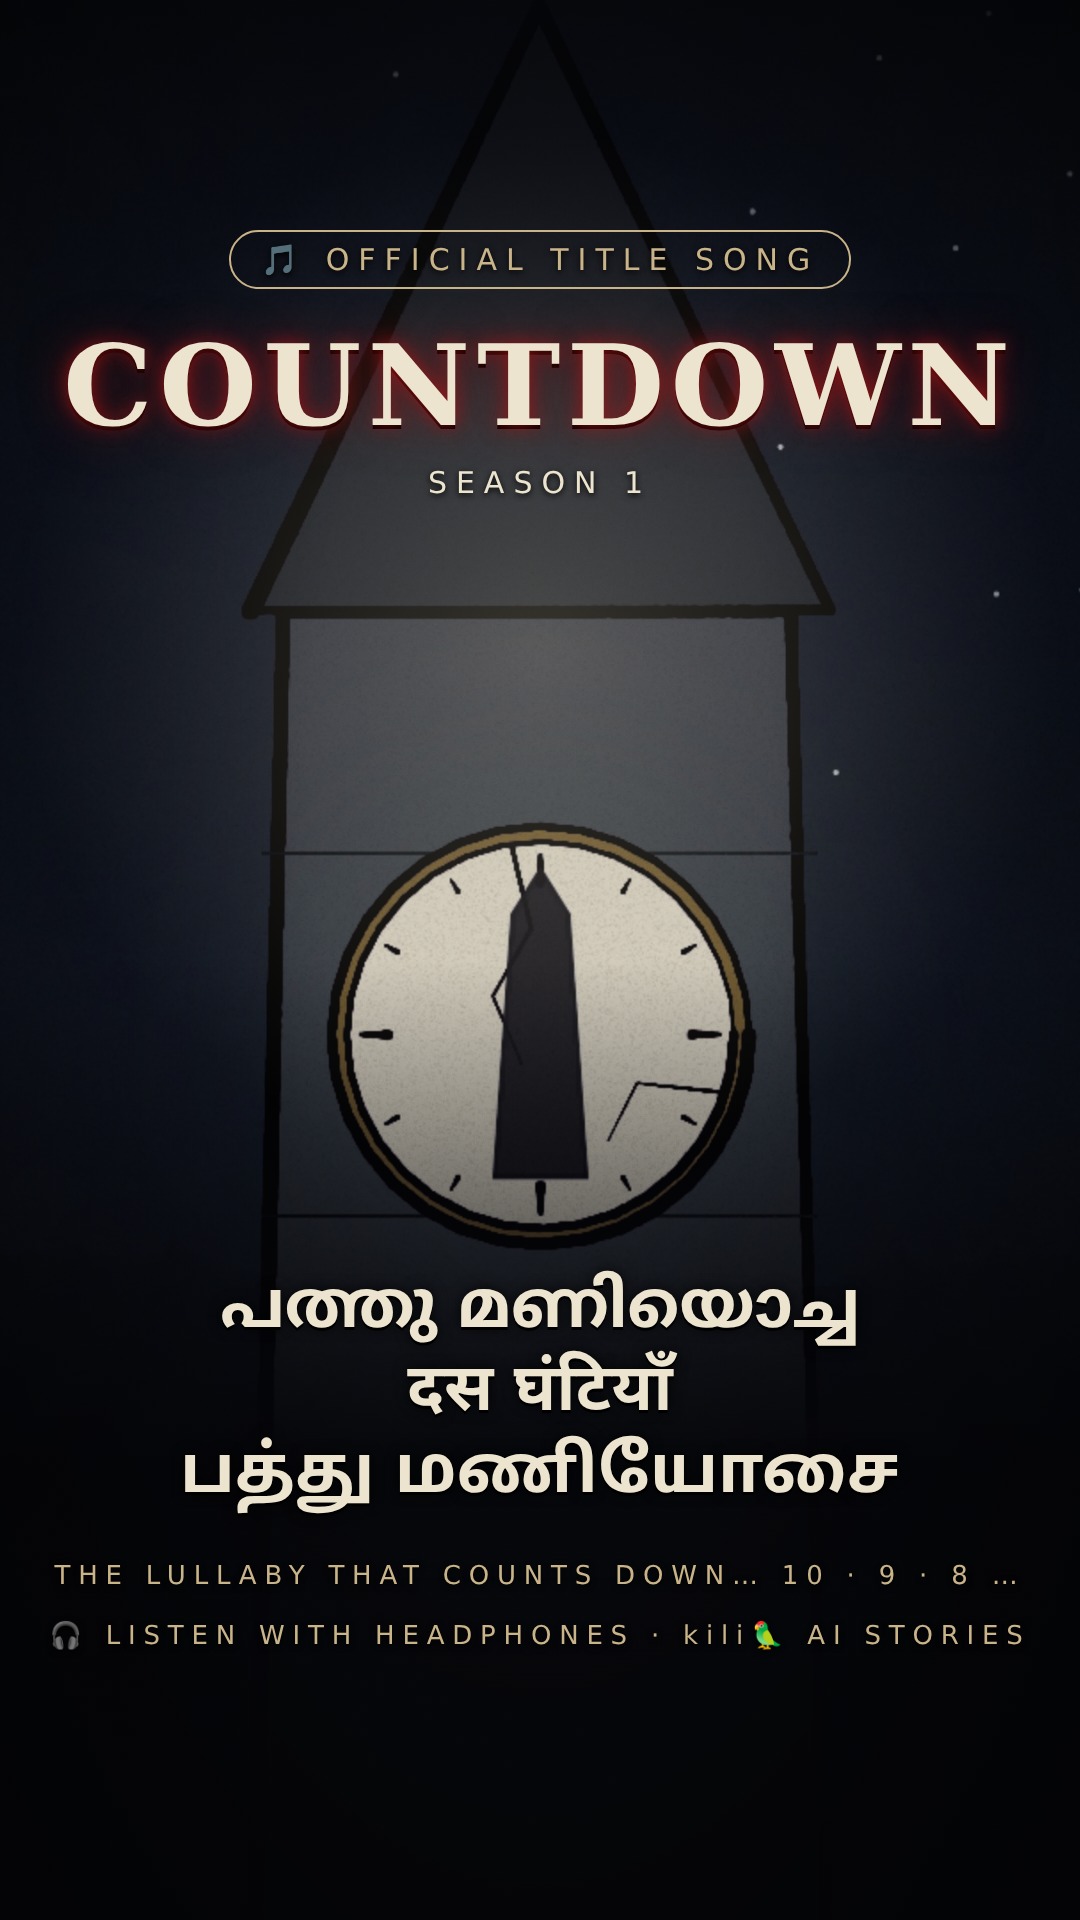 🎵 OFFICIAL TITLE SONG
COUNTDOWN
SEASON 1
പത്തു മണിയൊച്ച
दस घंटियाँ
பத்து மணியோசை
THE LULLABY THAT COUNTS DOWN… 10 · 9 · 8 …
🎧 LISTEN WITH HEADPHONES · kili🦜 AI STORIES